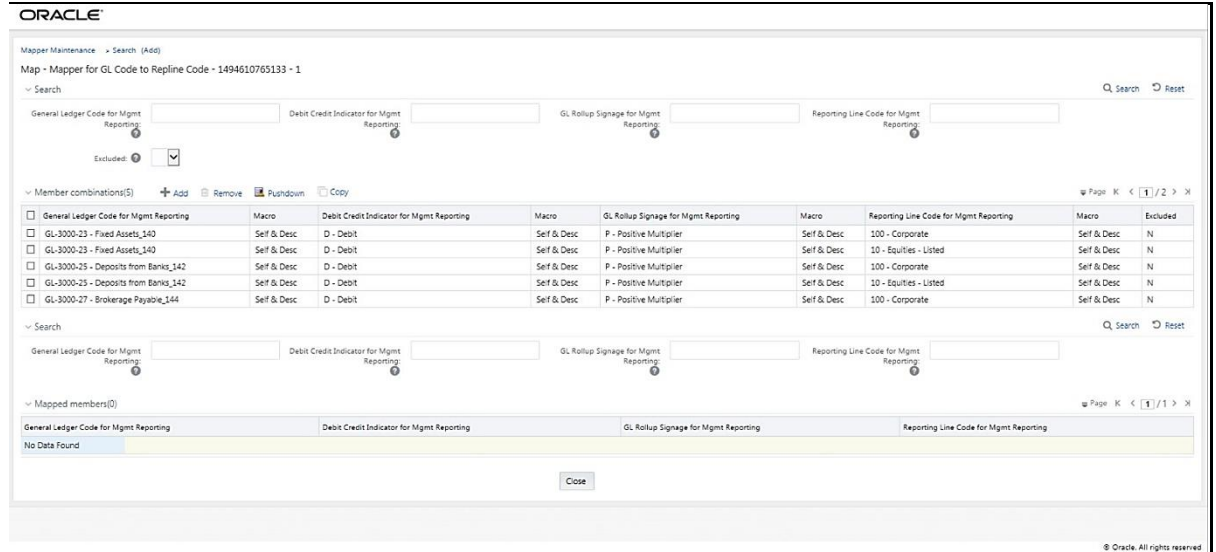 ORACLE
Mapper Maintenance > Search (Add)
Map - Mapper for GL Code to Repline Code - 1494610765133 - 1
Search
Search Reset
General Ledger Code for Mgmt Reporting:
Debit Credit Indicator for Mgmt Reporting:
GL Rollup Signage for Mgmt Reporting:
Reporting Line Code for Mgmt Reporting:
Excluded:
Member combinations(5) Add Remove Pushdown Copy Page 1 / 2
General Ledger Code for Mgmt Reporting Macro Debit Credit Indicator for Mgmt Reporting Macro GL Rollup Signage for Mgmt Reporting Macro Reporting Line Code for Mgmt Reporting Macro Excluded
GL-3000-23 - Fixed Assets_140 Self & Desc D - Debit Self & Desc P - Positive Multiplier Self & Desc 100 - Corporate Self & Desc N
GL-3000-23 - Fixed Assets_140 Self & Desc D - Debit Self & Desc P - Positive Multiplier Self & Desc 10 - Equities - Listed Self & Desc N
GL-3000-25 - Deposits from Banks_142 Self & Desc D - Debit Self & Desc P - Positive Multiplier Self & Desc 100 - Corporate Self & Desc N
GL-3000-25 - Deposits from Banks_142 Self & Desc D - Debit Self & Desc P - Positive Multiplier Self & Desc 10 - Equities - Listed Self & Desc N
GL-3000-27 - Brokerage Payable_144 Self & Desc D - Debit Self & Desc P - Positive Multiplier Self & Desc 100 - Corporate Self & Desc N
Search
Search Reset
General Ledger Code for Mgmt Reporting:
Debit Credit Indicator for Mgmt Reporting:
GL Rollup Signage for Mgmt Reporting:
Reporting Line Code for Mgmt Reporting:
Mapped members(0) Page 1 / 1
General Ledger Code for Mgmt Reporting Debit Credit Indicator for Mgmt Reporting GL Rollup Signage for Mgmt Reporting Reporting Line Code for Mgmt Reporting
No Data Found
Close
© Oracle. All rights reserved